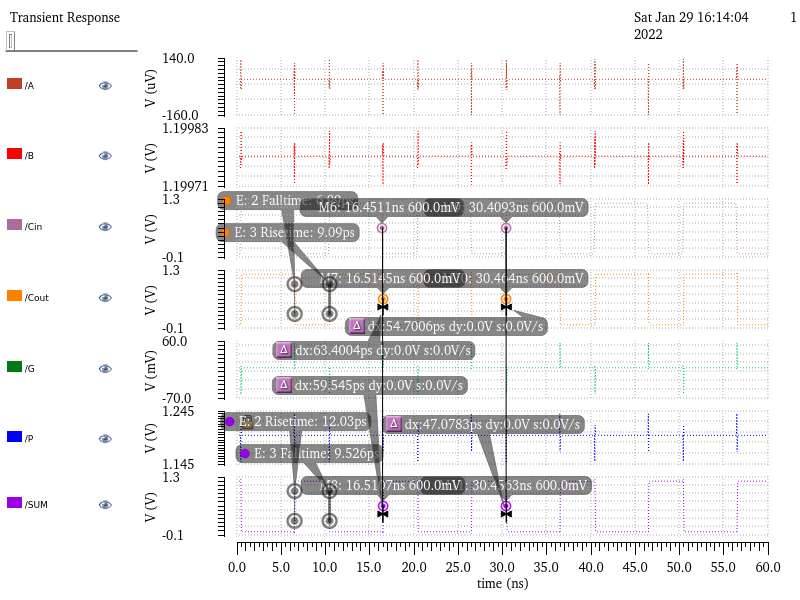 Transient Response
Sat Jan 29 16:14:04 1
2022
/A
/B
/Cin
/Cout
/G
/P
/SUM
V (uV)
140.0
-160.0
V (V)
1.19983
1.19971
V (V)
1.3
-0.1
V (V)
1.3
-0.1
V (mV)
60.0
-70.0
V (V)
1.245
1.145
V (V)
1.3
-0.1
E: 2 Falltime:
M6: 16.4511ns 600.0mV
30.4093ns 600.0mV
E: 3 Risetime: 9.09ps
16.5145ns 600.0mV
30.464ns 600.0mV
dx:54.7006ps dy:0.0V s:0.0V/s
dx:63.4004ps dy:0.0V s:0.0V/s
dx:59.545ps dy:0.0V s:0.0V/s
E: 2 Risetime: 12.03ps
dx:47.0783ps dy:0.0V s:0.0V/s
E: 3 Falltime: 9.526ps
16.5107ns 600.0mV
30.4563ns 600.0mV
0.0 5.0 10.0 15.0 20.0 25.0 30.0 35.0 40.0 45.0 50.0 55.0 60.0
time (ns)